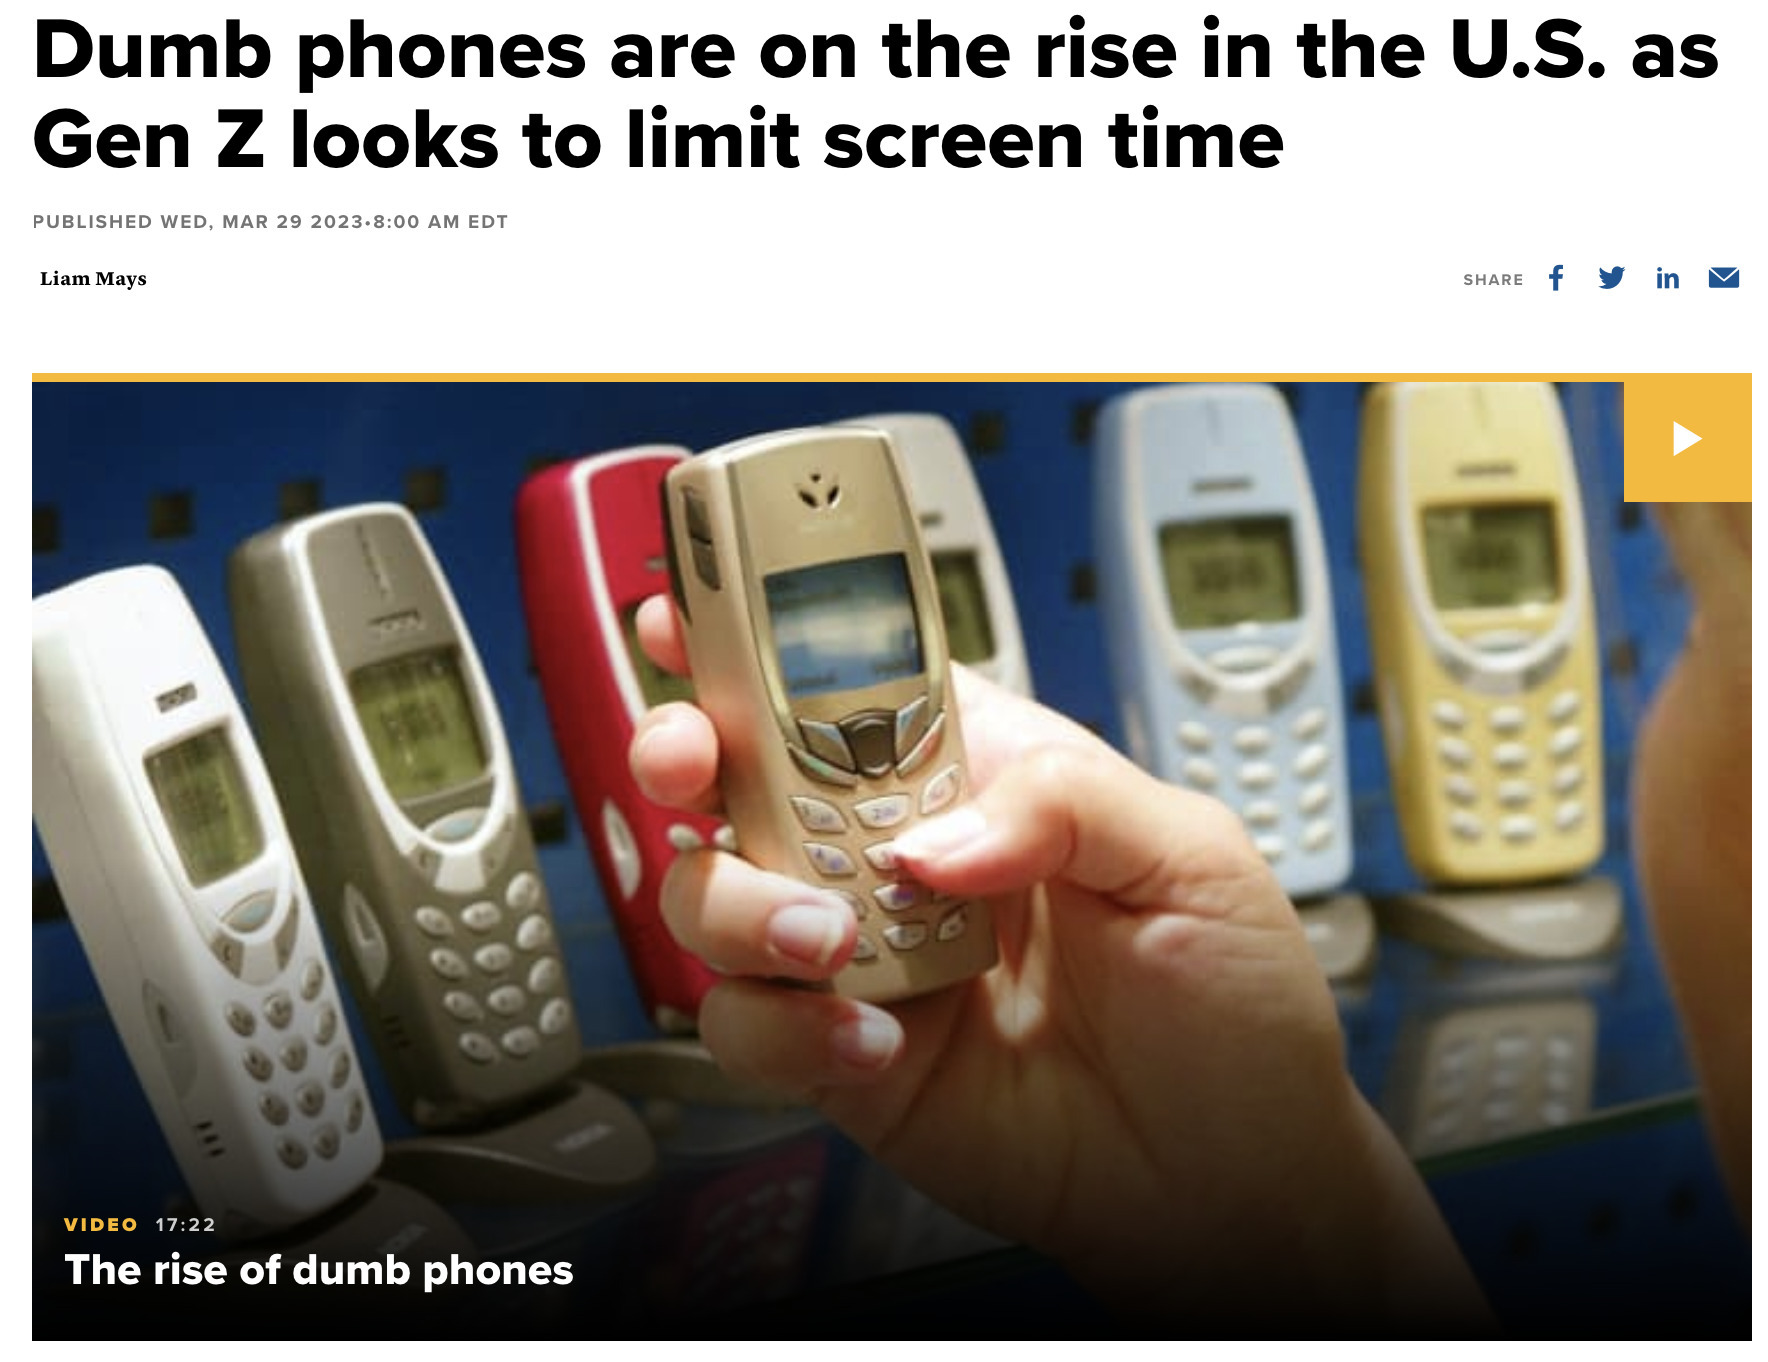 Dumb phones are on the rise in the U.S. as
Gen Z looks to limit screen time
PUBLISHED WED, MAR 29 2023•8:00 AM EDT
Liam Mays
SHARE
VIDEO 17:22
The rise of dumb phones